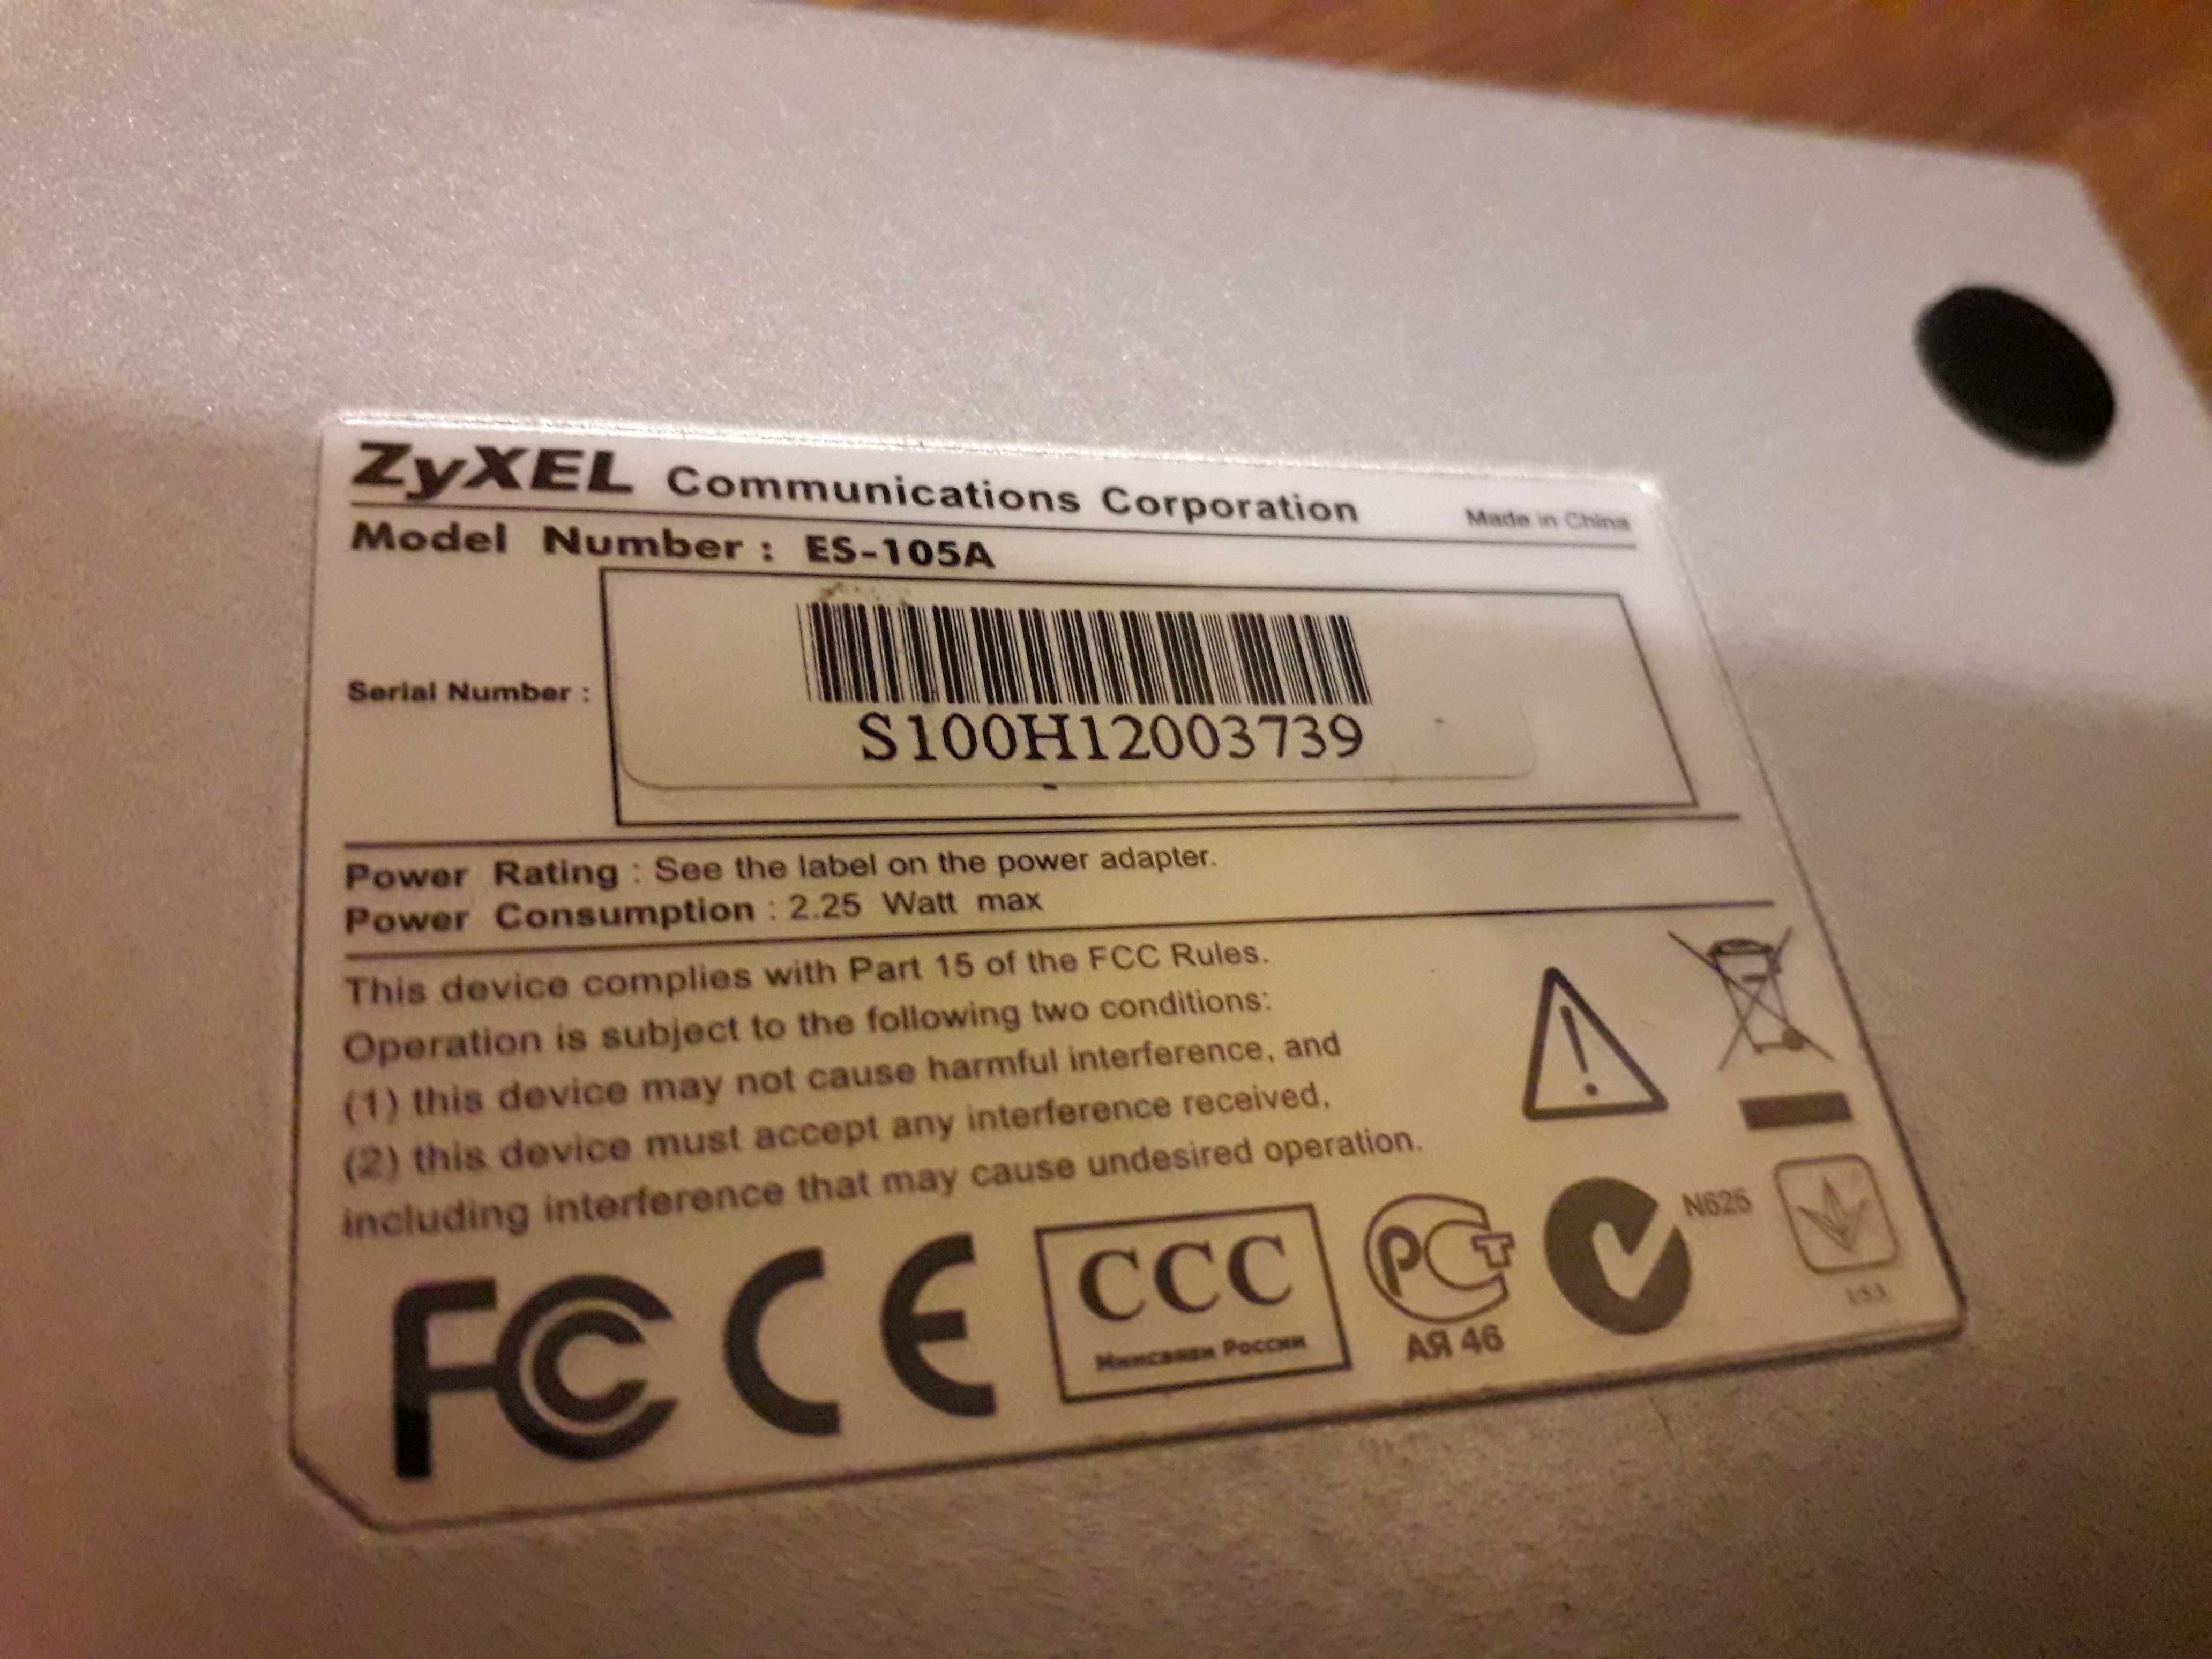 ZyXEL Communications Corporation Made in China
Model Number : ES-105A
Serial Number :
S100H12003739
Power Rating : See the label on the power adapter.
Power Consumption : 2.25 Watt max
This device complies with Part 15 of the FCC Rules.
Operation is subject to the following two conditions:
(1) this device may not cause harmful interference, and
(2) this device must accept any interference received,
including interference that may cause undesired operation.
FC CE CCC РСТ N625
России АЯ 46